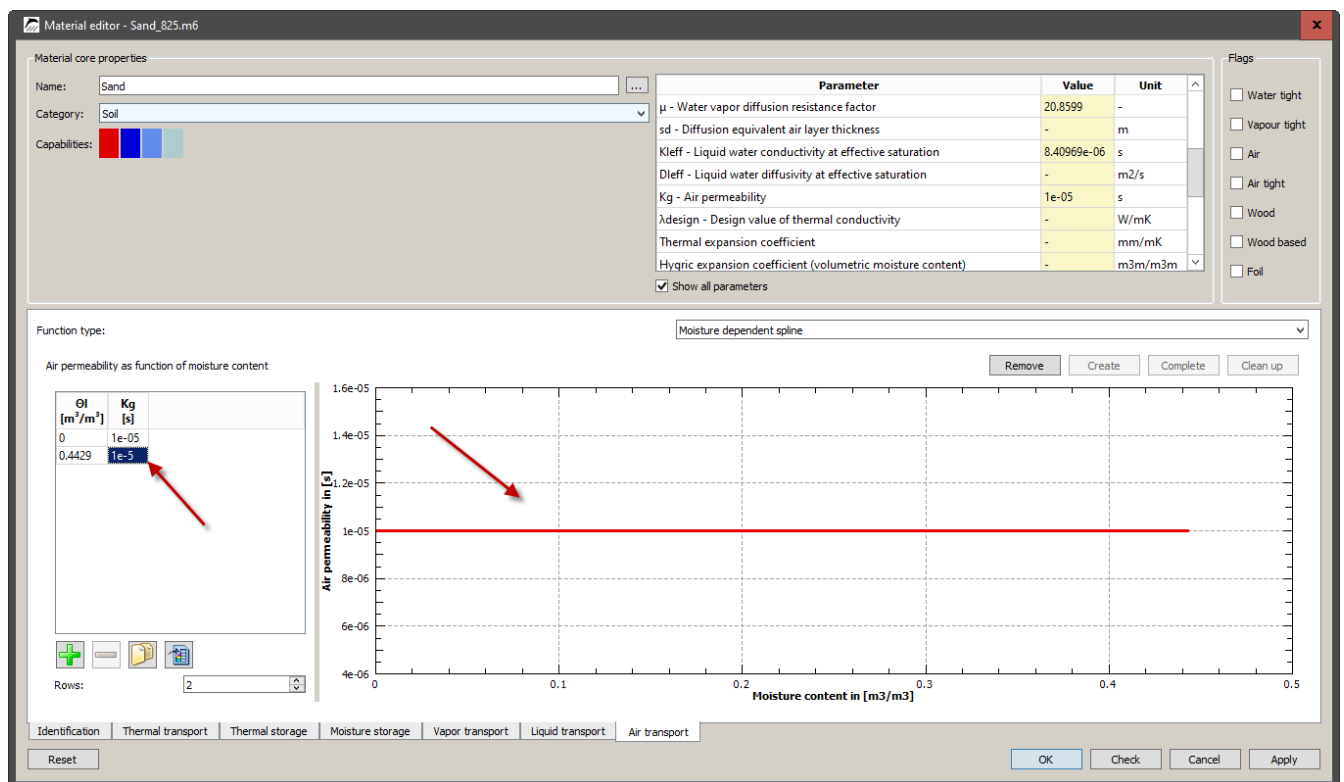 Material editor - Sand_825.m6
x
Material core properties
Name: Sand ...
Category: Soil
Capabilities:
Parameter Value Unit
μ - Water vapor diffusion resistance factor 20.8599 -
sd - Diffusion equivalent air layer thickness - m
Kleff - Liquid water conductivity at effective saturation 8.40969e-06 s
Dleff - Liquid water diffusivity at effective saturation - m2/s
Kg - Air permeability 1e-05 s
λdesign - Design value of thermal conductivity - W/mK
Thermal expansion coefficient - mm/mK
Hygric expansion coefficient (volumetric moisture content) - m3m/m3m
Show all parameters
Flags
Water tight
Vapour tight
Air
Air tight
Wood
Wood based
Foil
Function type: Moisture dependent spline
Air permeability as function of moisture content
Remove Create Complete Clean up
Θl Kg
[m³/m³] [s]
0 1e-05
0.4429 1e-5
Rows: 2
Air permeability in [s]
1.6e-05
1.4e-05
1.2e-05
1e-05
8e-06
6e-06
4e-06
0 0.1 0.2 0.3 0.4 0.5
Moisture content in [m3/m3]
Identification Thermal transport Thermal storage Moisture storage Vapor transport Liquid transport Air transport
Reset OK Check Cancel Apply